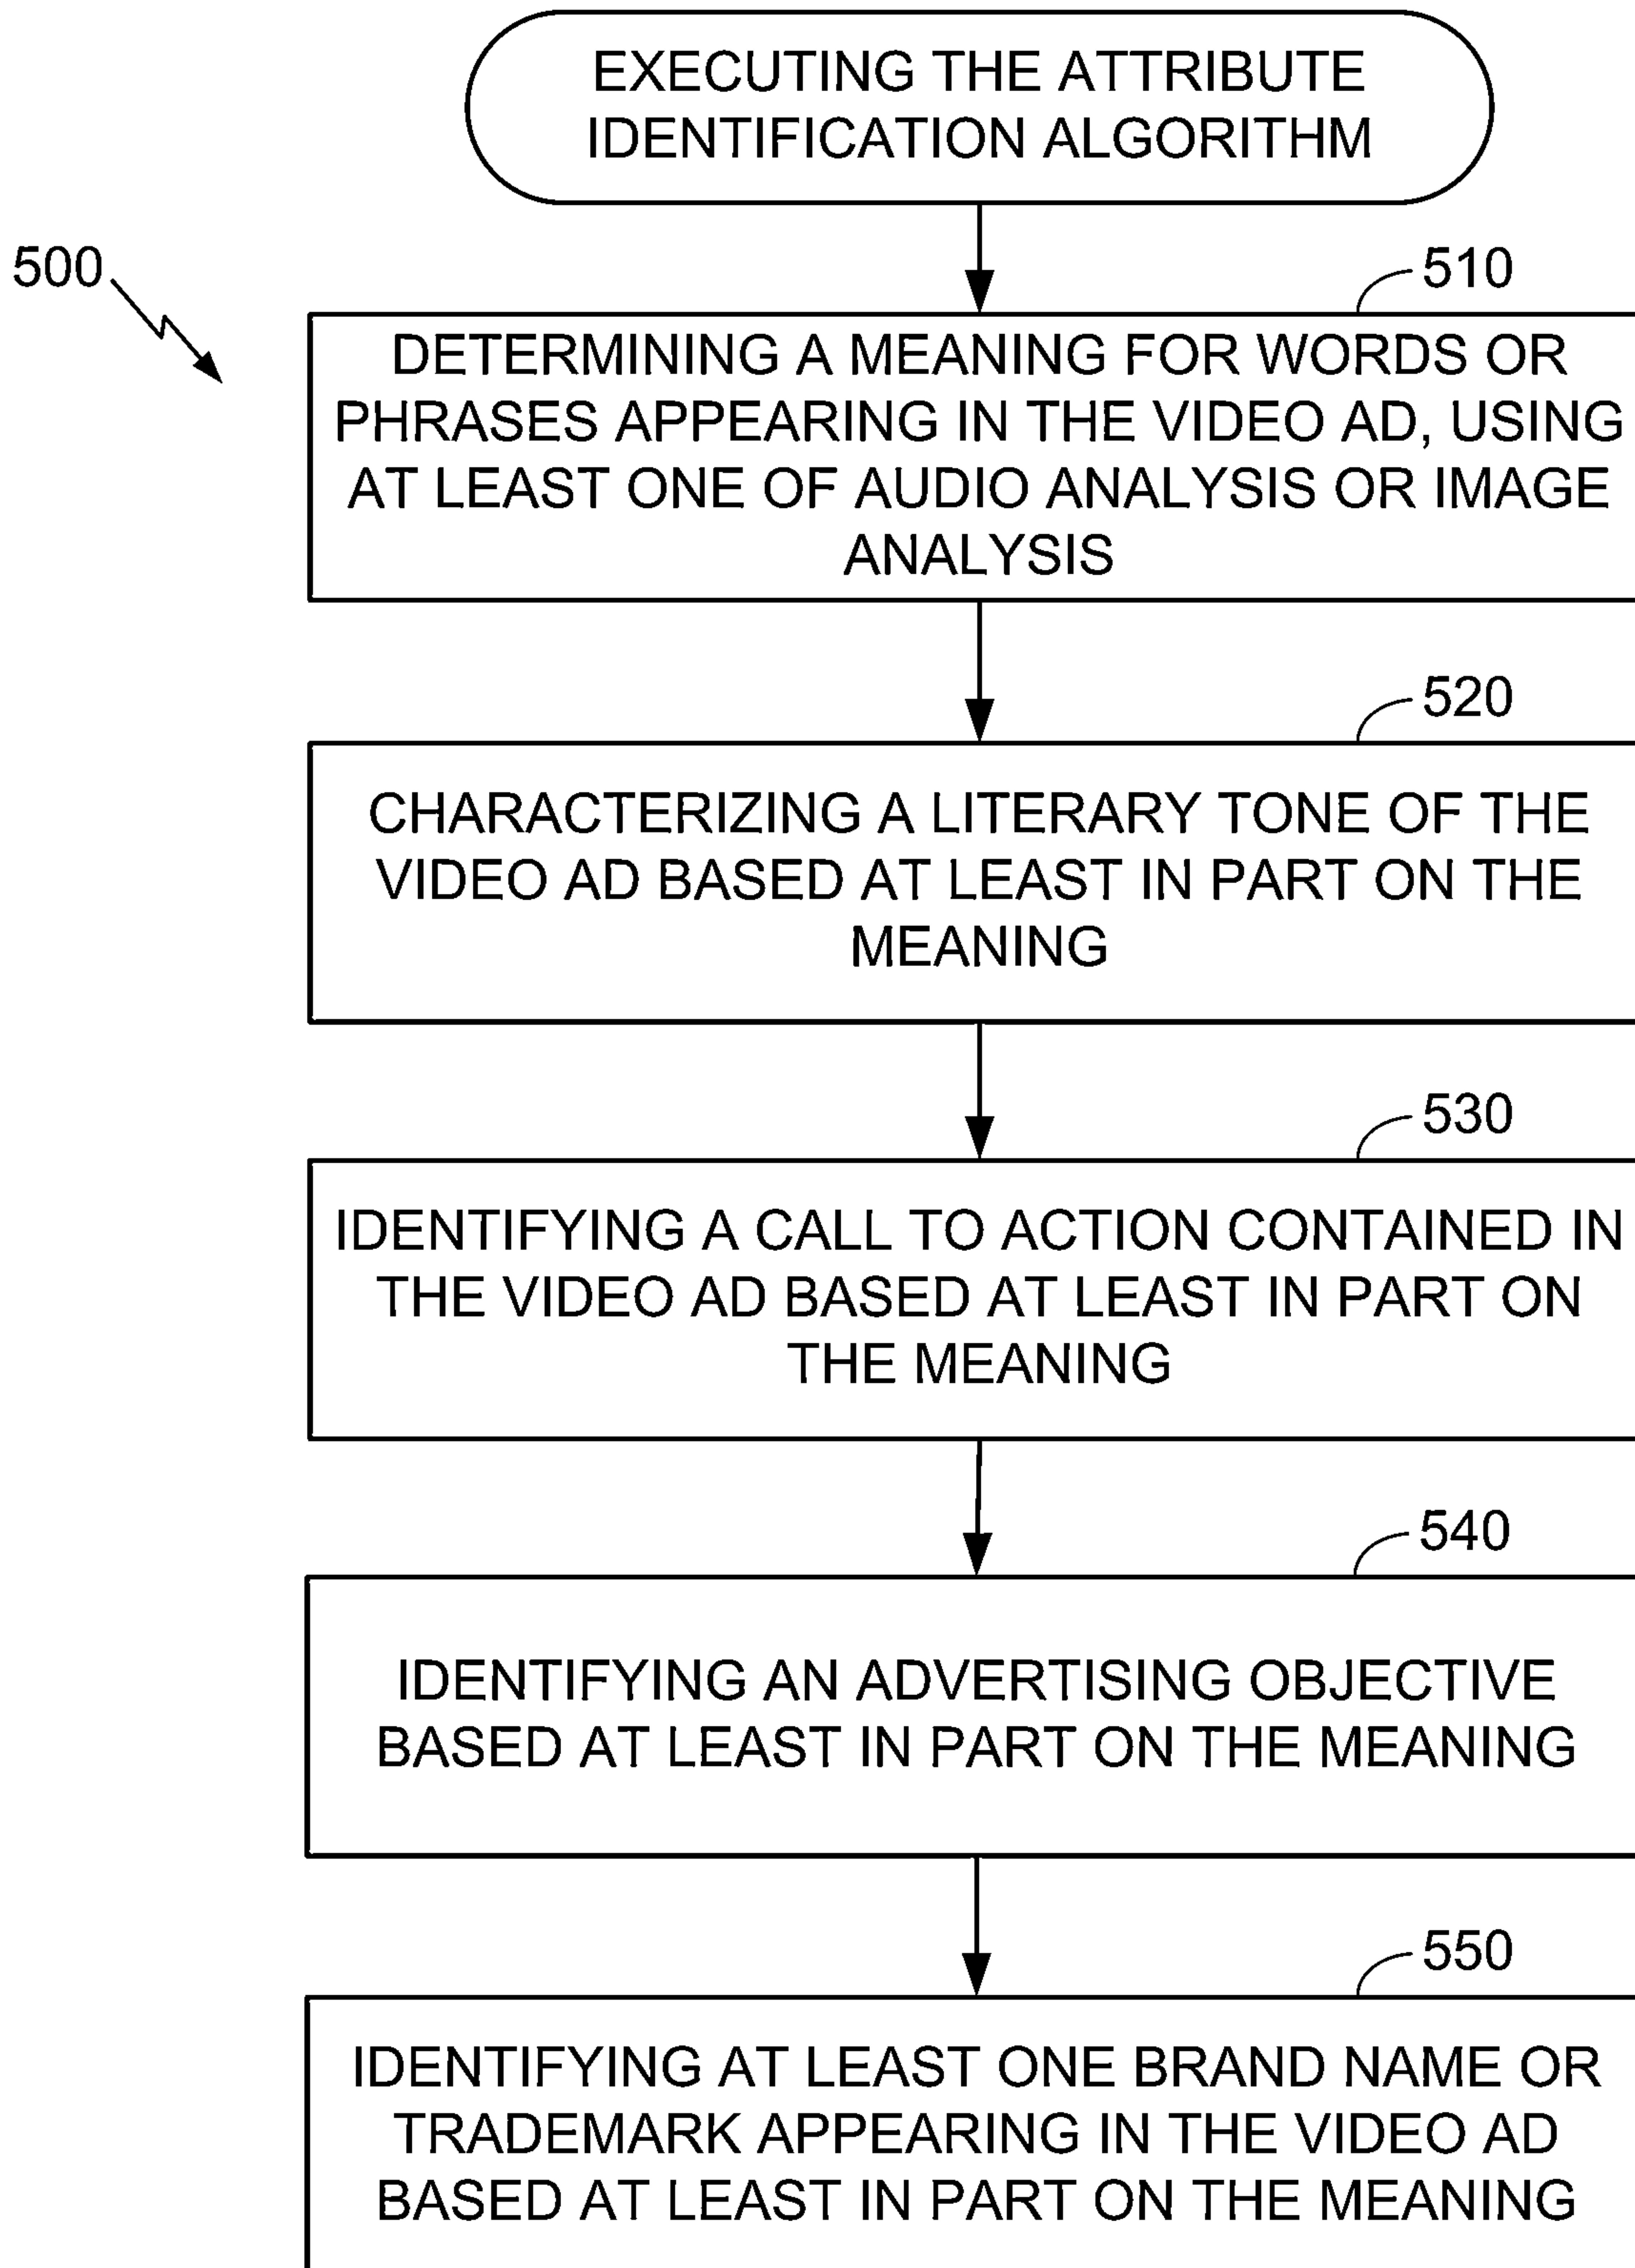 EXECUTING THE ATTRIBUTE
IDENTIFICATION ALGORITHM
500
510
DETERMINING A MEANING FOR WORDS OR
PHRASES APPEARING IN THE VIDEO AD, USING
AT LEAST ONE OF AUDIO ANALYSIS OR IMAGE
ANALYSIS
520
CHARACTERIZING A LITERARY TONE OF THE
VIDEO AD BASED AT LEAST IN PART ON THE
MEANING
530
IDENTIFYING A CALL TO ACTION CONTAINED IN
THE VIDEO AD BASED AT LEAST IN PART ON
THE MEANING
540
IDENTIFYING AN ADVERTISING OBJECTIVE
BASED AT LEAST IN PART ON THE MEANING
550
IDENTIFYING AT LEAST ONE BRAND NAME OR
TRADEMARK APPEARING IN THE VIDEO AD
BASED AT LEAST IN PART ON THE MEANING